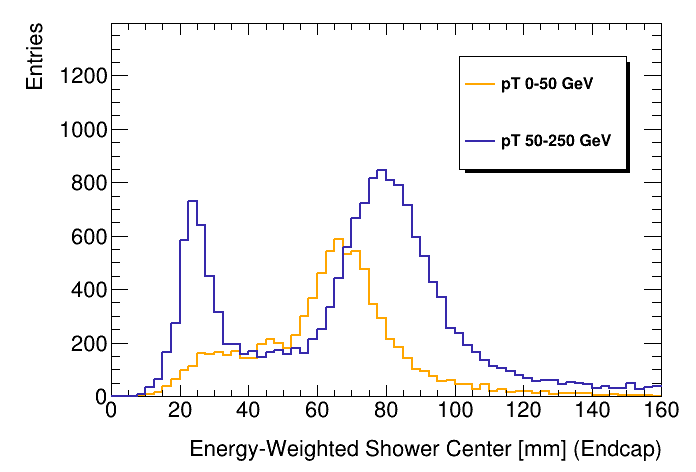 Entries
1200
1000
800
600
400
200
0
0 20 40 60 80 100 120 140 160
pT 0-50 GeV
pT 50-250 GeV
Energy-Weighted Shower Center [mm] (Endcap)